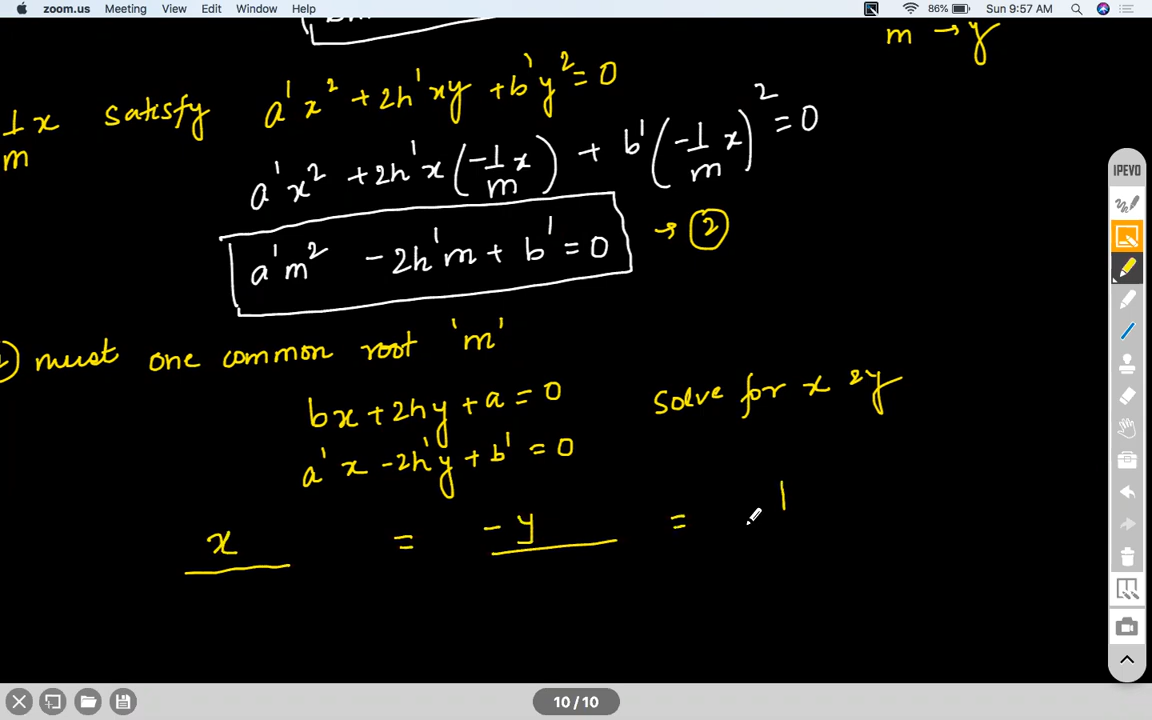 zoom.us Meeting View Edit Window Help 86% Sun 9:57 AM
m → y
1/m x satisfy a'x² + 2h'xy + b'y² = 0
a'x² + 2h'x(-1/m x) + b'(-1/m x)² = 0
IPEVO
a'm² - 2h'm + b' = 0 → ②
) must one common root 'm'
bx + 2hy + a = 0 solve for x & y
a'x - 2h'y + b' = 0
x = -y = 1
10/10